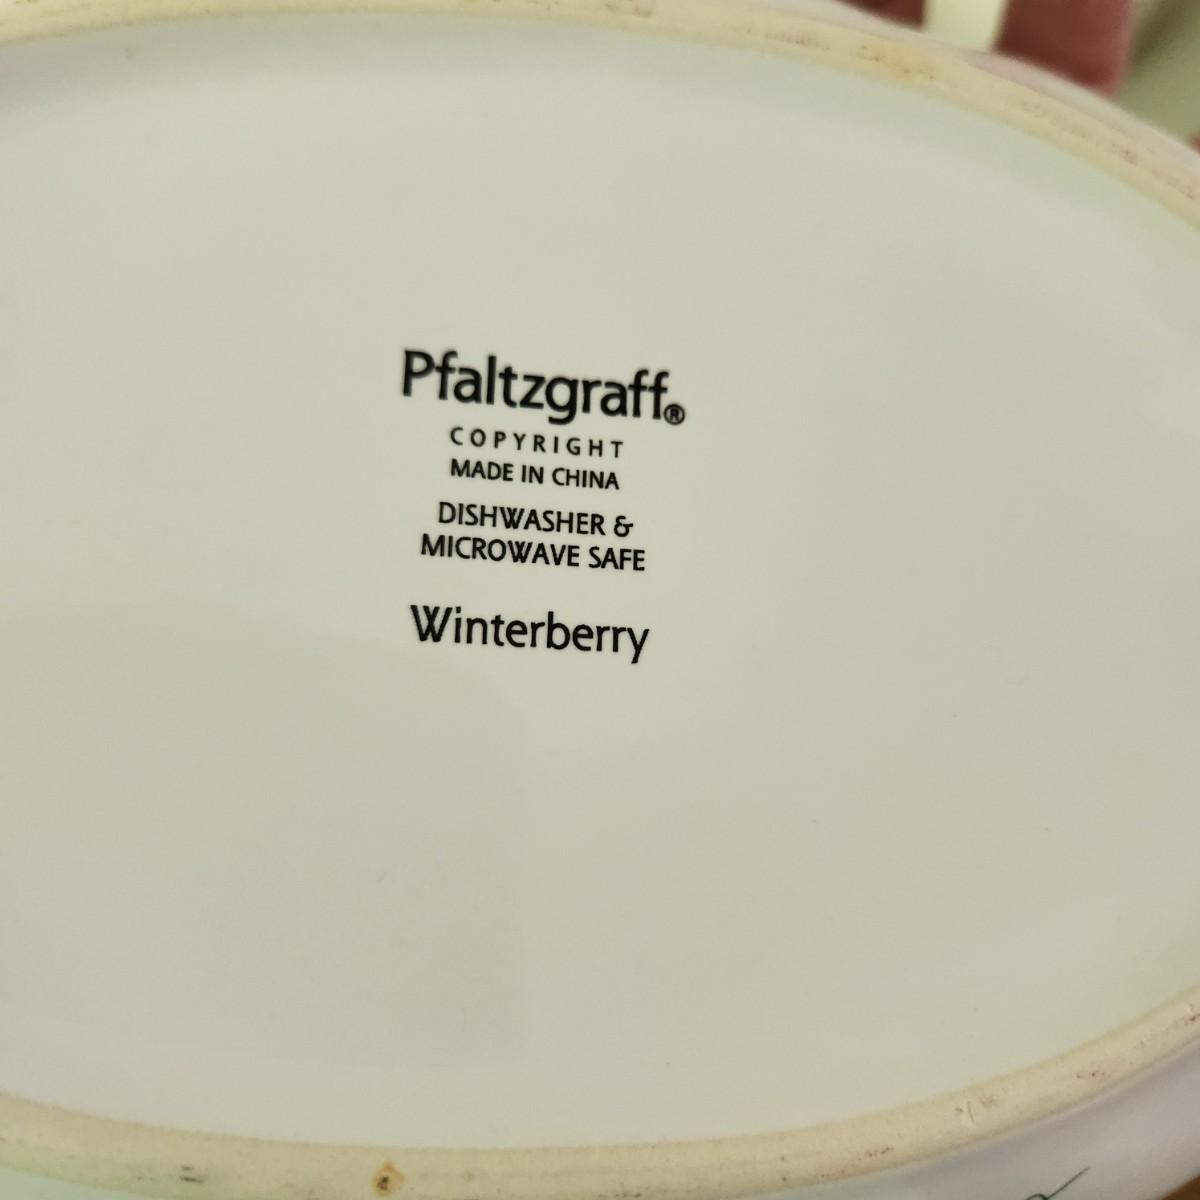 Pfaltzgraff®
COPYRIGHT
MADE IN CHINA
DISHWASHER &
MICROWAVE SAFE
Winterberry